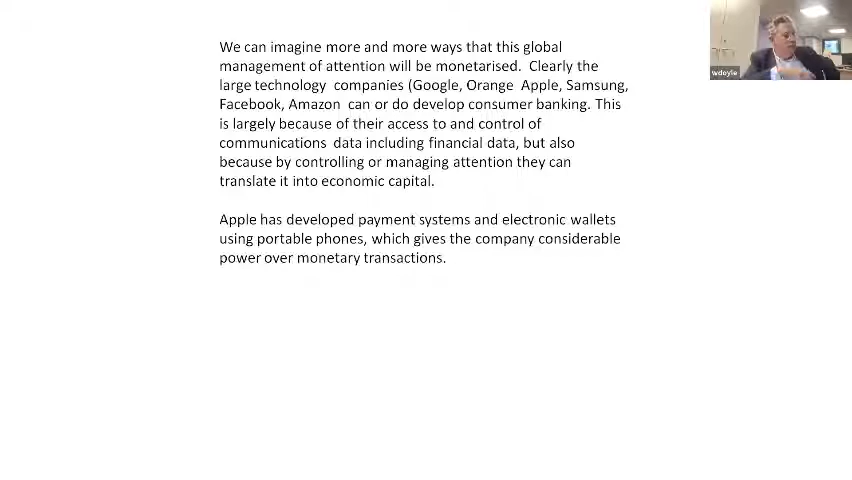 We can imagine more and more ways that this global
management of attention will be monetarised. Clearly the
large technology companies (Google, Orange Apple, Samsung,
Facebook, Amazon can or do develop consumer banking. This
is largely because of their access to and control of
communications data including financial data, but also
because by controlling or managing attention they can
translate it into economic capital.
Apple has developed payment systems and electronic wallets
using portable phones, which gives the company considerable
power over monetary transactions.
wdoyle